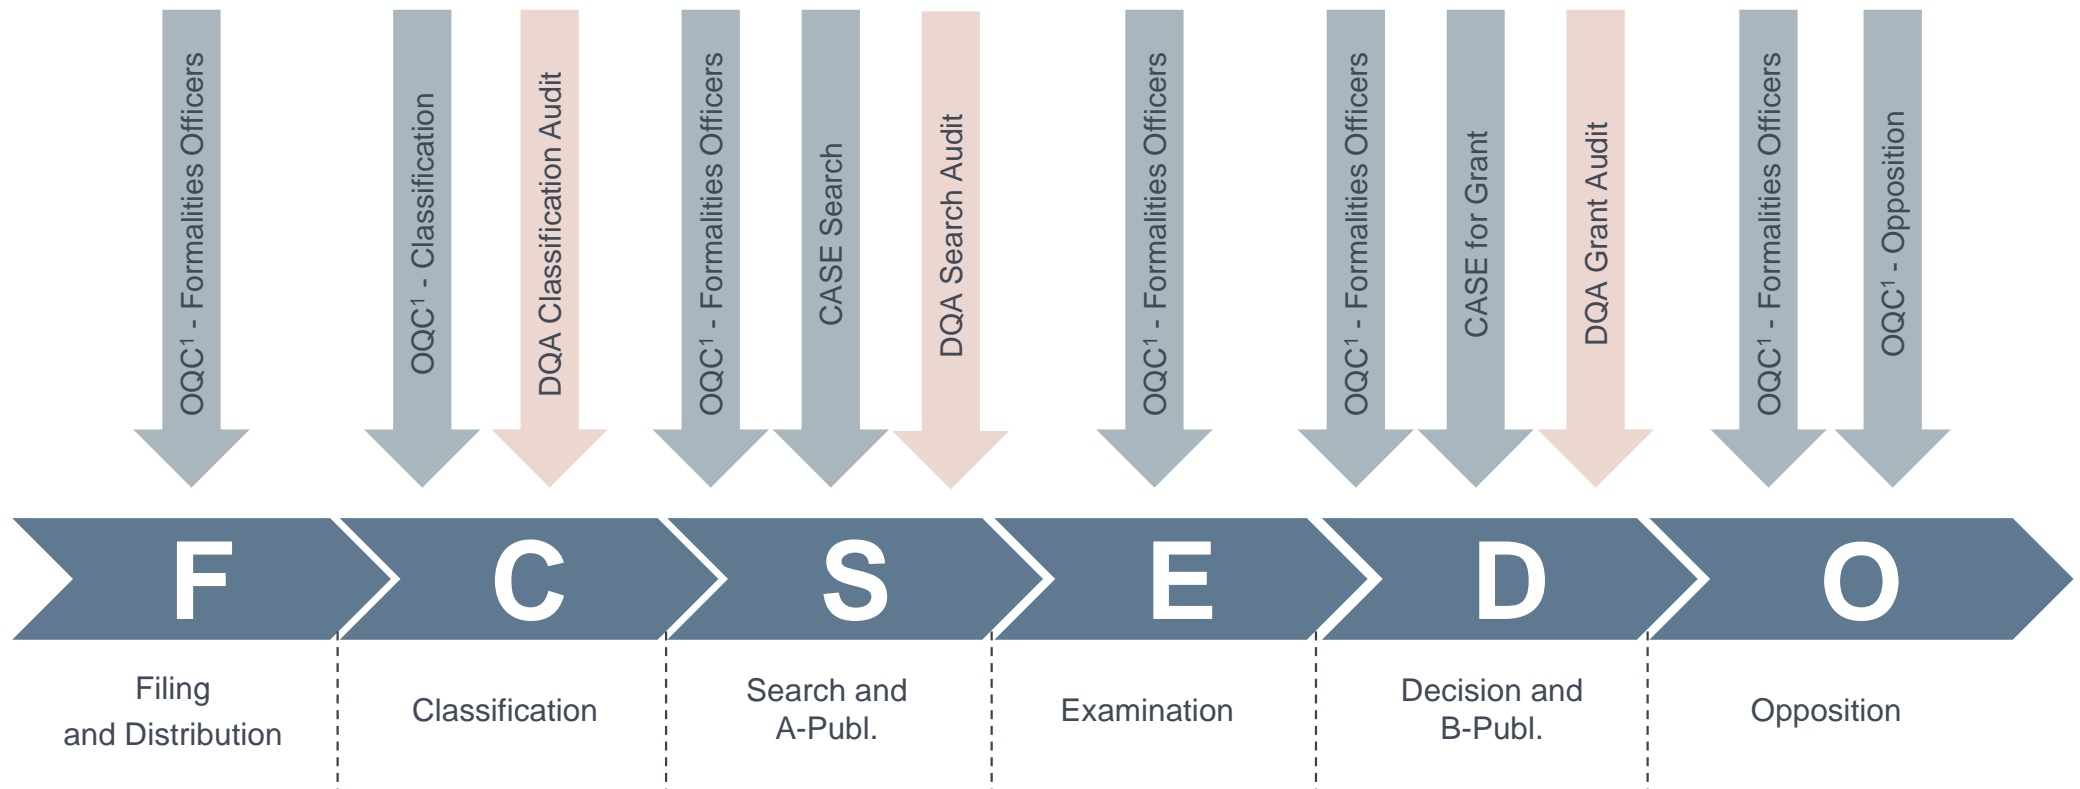 OQC¹ - Formalities Officers
OQC¹ - Classification
DQA Classification Audit
OQC¹ - Formalities Officers
CASE Search
DQA Search Audit
OQC¹ - Formalities Officers
OQC¹ - Formalities Officers
CASE for Grant
DQA Grant Audit
OQC¹ - Formalities Officers
OQC¹ - Opposition
F
C
S
E
D
O
Filing
and Distribution
Classification
Search and
A-Publ.
Examination
Decision and
B-Publ.
Opposition